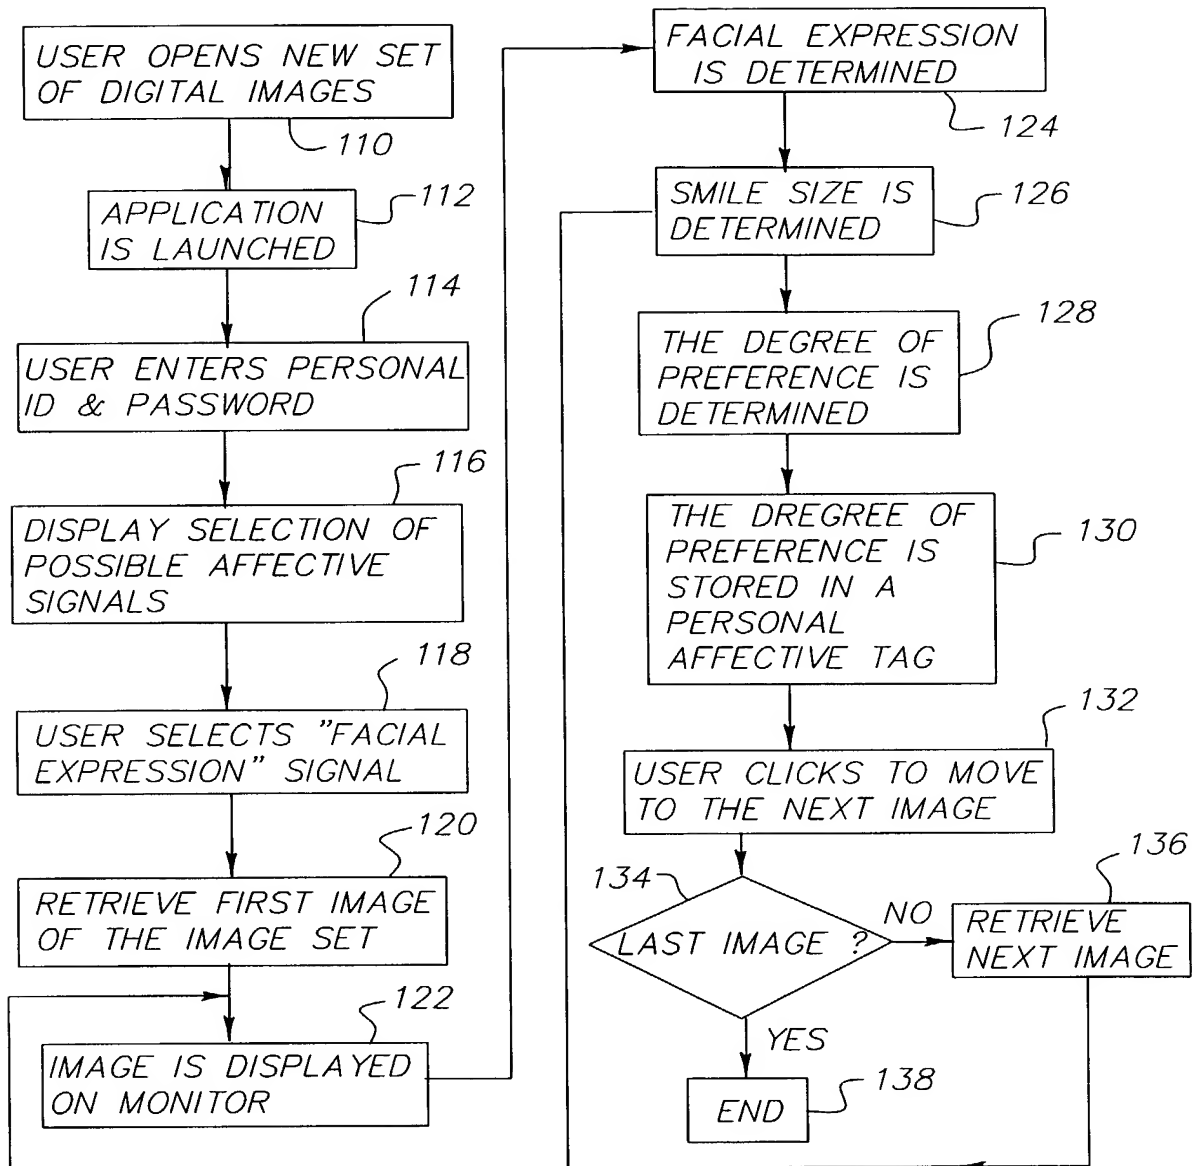 USER OPENS NEW SET
OF DIGITAL IMAGES
110
APPLICATION
IS LAUNCHED
112
114
USER ENTERS PERSONAL
ID & PASSWORD
116
DISPLAY SELECTION OF
POSSIBLE AFFECTIVE
SIGNALS
118
USER SELECTS "FACIAL
EXPRESSION" SIGNAL
120
RETRIEVE FIRST IMAGE
OF THE IMAGE SET
122
IMAGE IS DISPLAYED
ON MONITOR
FACIAL EXPRESSION
IS DETERMINED
124
SMILE SIZE IS
DETERMINED
126
128
THE DEGREE OF
PREFERENCE IS
DETERMINED
THE DREGREE OF
PREFERENCE IS
STORED IN A
PERSONAL
AFFECTIVE TAG
130
132
USER CLICKS TO MOVE
TO THE NEXT IMAGE
134
LAST IMAGE ?
NO
136
RETRIEVE
NEXT IMAGE
YES
END
138